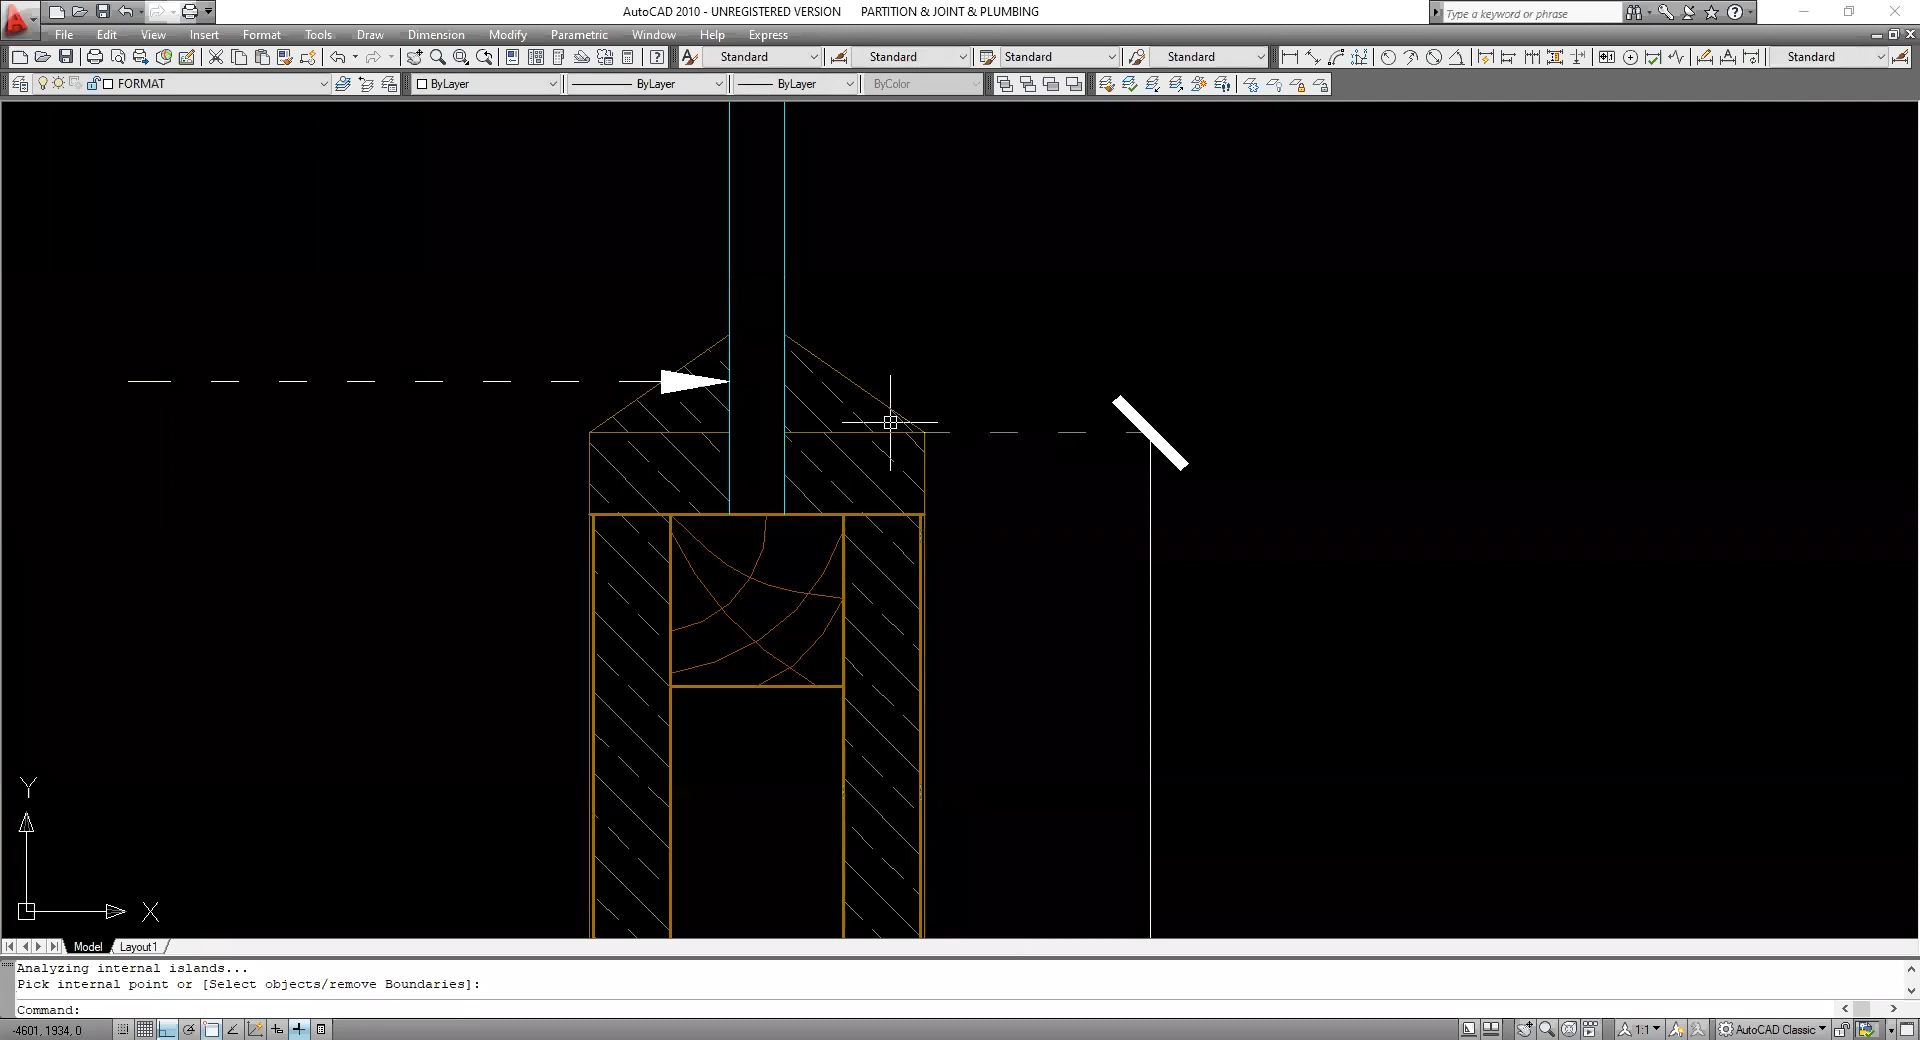 AutoCAD 2010 - UNREGISTERED VERSION PARTITION & JOINT & PLUMBING
Type a keyword or phrase
File Edit View Insert Format Tools Draw Dimension Modify Parametric Window Help Express
Standard Standard Standard Standard Standard
FORMAT ByLayer ByLayer ByLayer ByColor
Y
X
Model Layout1
Analyzing internal islands...
Pick internal point or [Select objects/remove Boundaries]:
Command:
-4601, 1934, 0 1:1 AutoCAD Classic